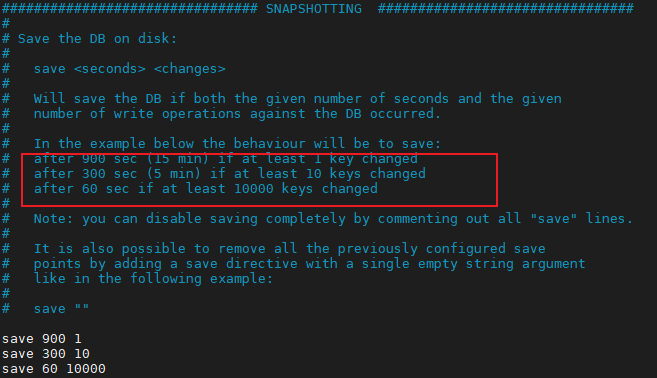 ################################ SNAPSHOTTING  ################################
#
# Save the DB on disk:
#
#   save <seconds> <changes>
#
#   Will save the DB if both the given number of seconds and the given
#   number of write operations against the DB occurred.
#
#   In the example below the behaviour will be to save:
#   after 900 sec (15 min) if at least 1 key changed
#   after 300 sec (5 min) if at least 10 keys changed
#   after 60 sec if at least 10000 keys changed
#
#   Note: you can disable saving completely by commenting out all "save" lines.
#
#   It is also possible to remove all the previously configured save
#   points by adding a save directive with a single empty string argument
#   like in the following example:
#
#   save ""

save 900 1
save 300 10
save 60 10000